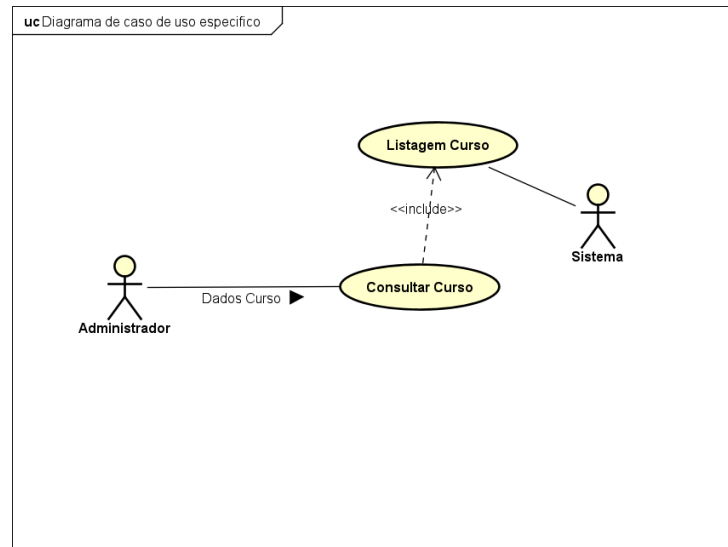 uc Diagrama de caso de uso especifico
Listagem Curso
<<include>>
Sistema
Consultar Curso
Dados Curso
Administrador